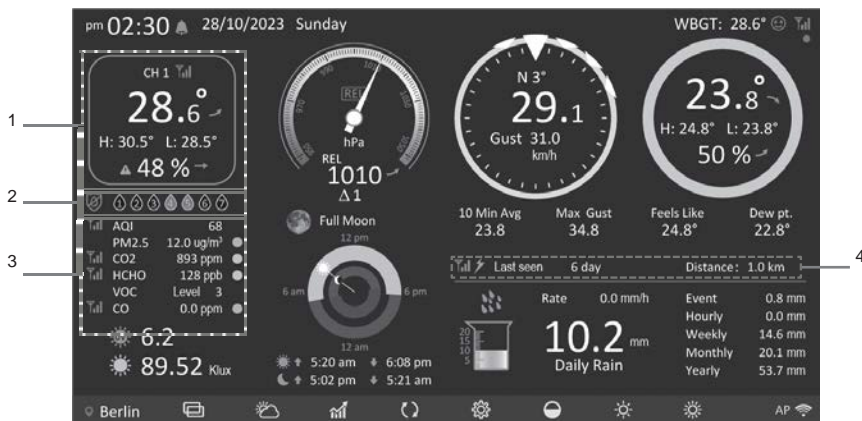 pm 02:30 28/10/2023 Sunday WBGT: 28.6°
CH 1
28.6°
H: 30.5° L: 28.5°
48 %
1
2
3
4
1 2 3 4 5 6 7
AQI 68
PM2.5 12.0 ug/m³
CO2 893 ppm
HCHO 128 ppb
VOC Level 3
CO 0.0 ppm
6.2
89.52 Klux
REL
hPa
REL
1010
Δ 1
Full Moon
12 pm
6 am 6 pm
12 am
5:20 am 6:08 pm
5:02 pm 5:21 am
N 3°
29.1
Gust 31.0
km/h
10 Min Avg Max Gust
23.8 34.8
23.8°
H: 24.8° L: 23.8°
50 %
Feels Like Dew pt.
24.8° 22.8°
Last seen 6 day Distance: 1.0 km
Rate 0.0 mm/h
20
15
10
5
10.2 mm
Daily Rain
Event 0.8 mm
Hourly 0.0 mm
Weekly 14.6 mm
Monthly 20.1 mm
Yearly 53.7 mm
Berlin AP